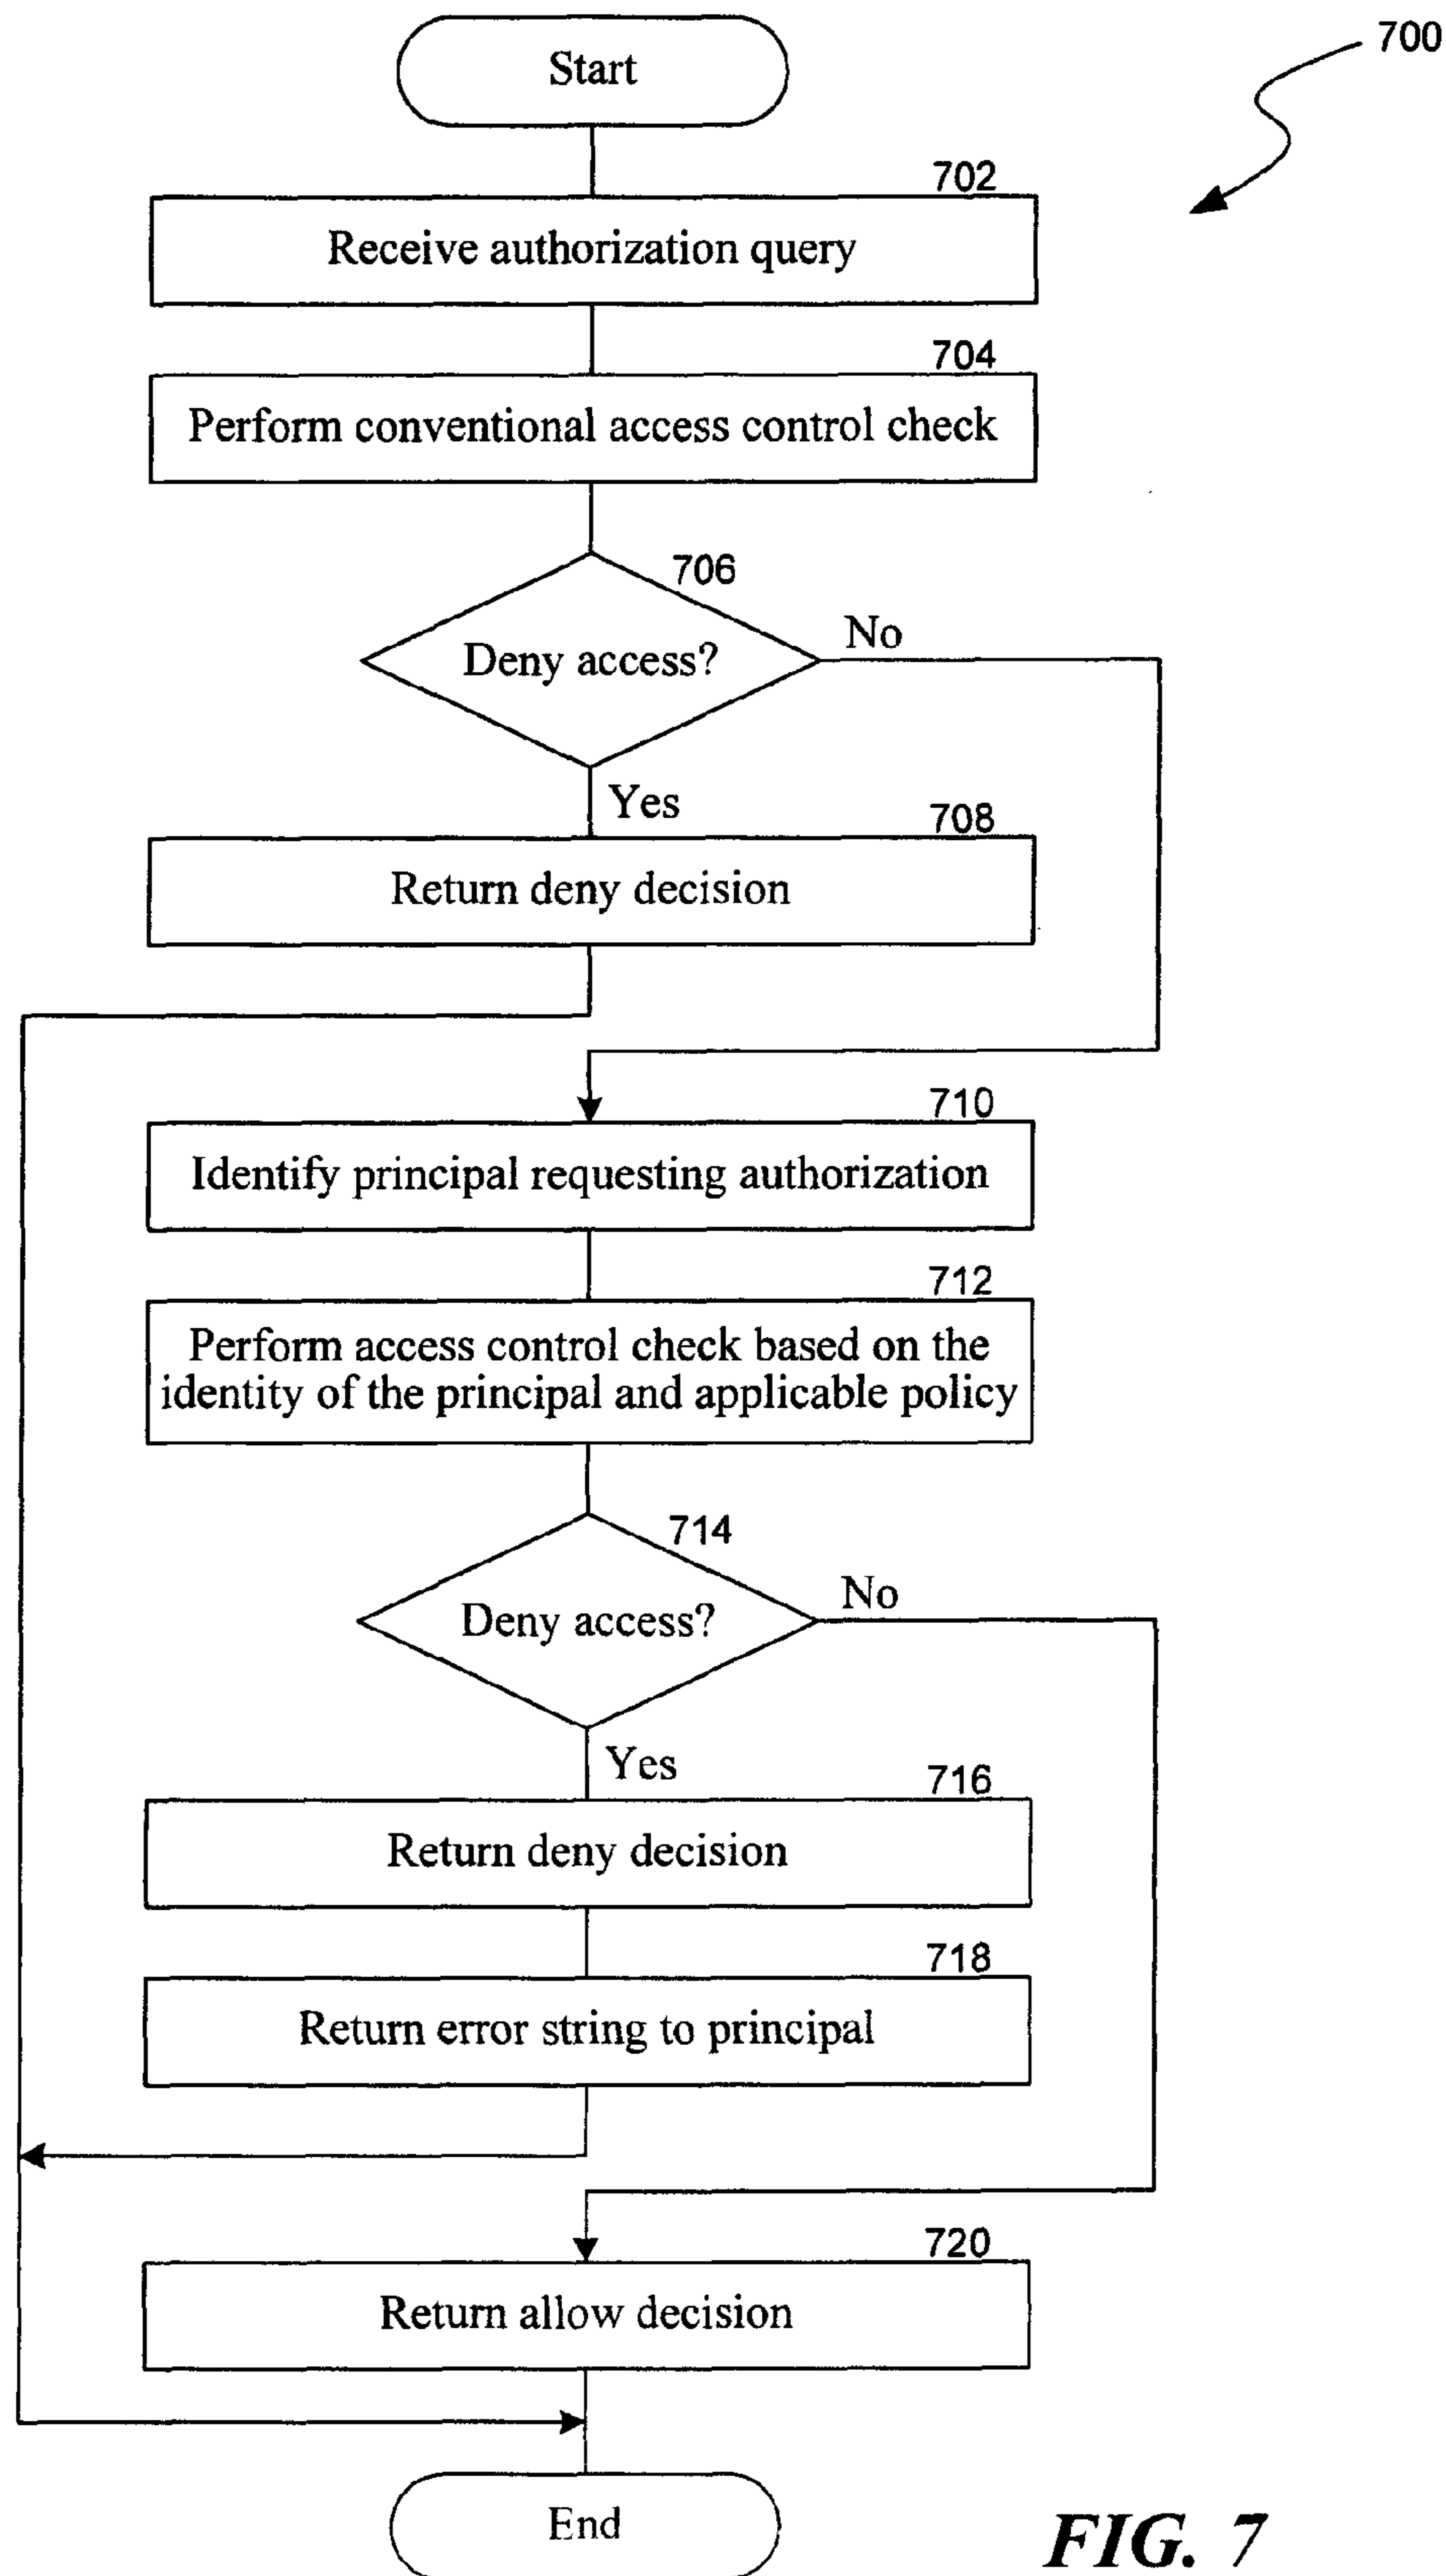 Start
700
702
Receive authorization query
704
Perform conventional access control check
706
Deny access?
No
Yes
708
Return deny decision
710
Identify principal requesting authorization
712
Perform access control check based on the
identity of the principal and applicable policy
714
Deny access?
No
Yes
716
Return deny decision
718
Return error string to principal
720
Return allow decision
End
FIG. 7